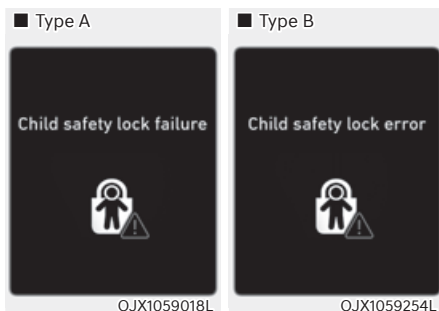 ■ Type A
■ Type B
Child safety lock failure
Child safety lock error
OJX1059018L
OJX1059254L